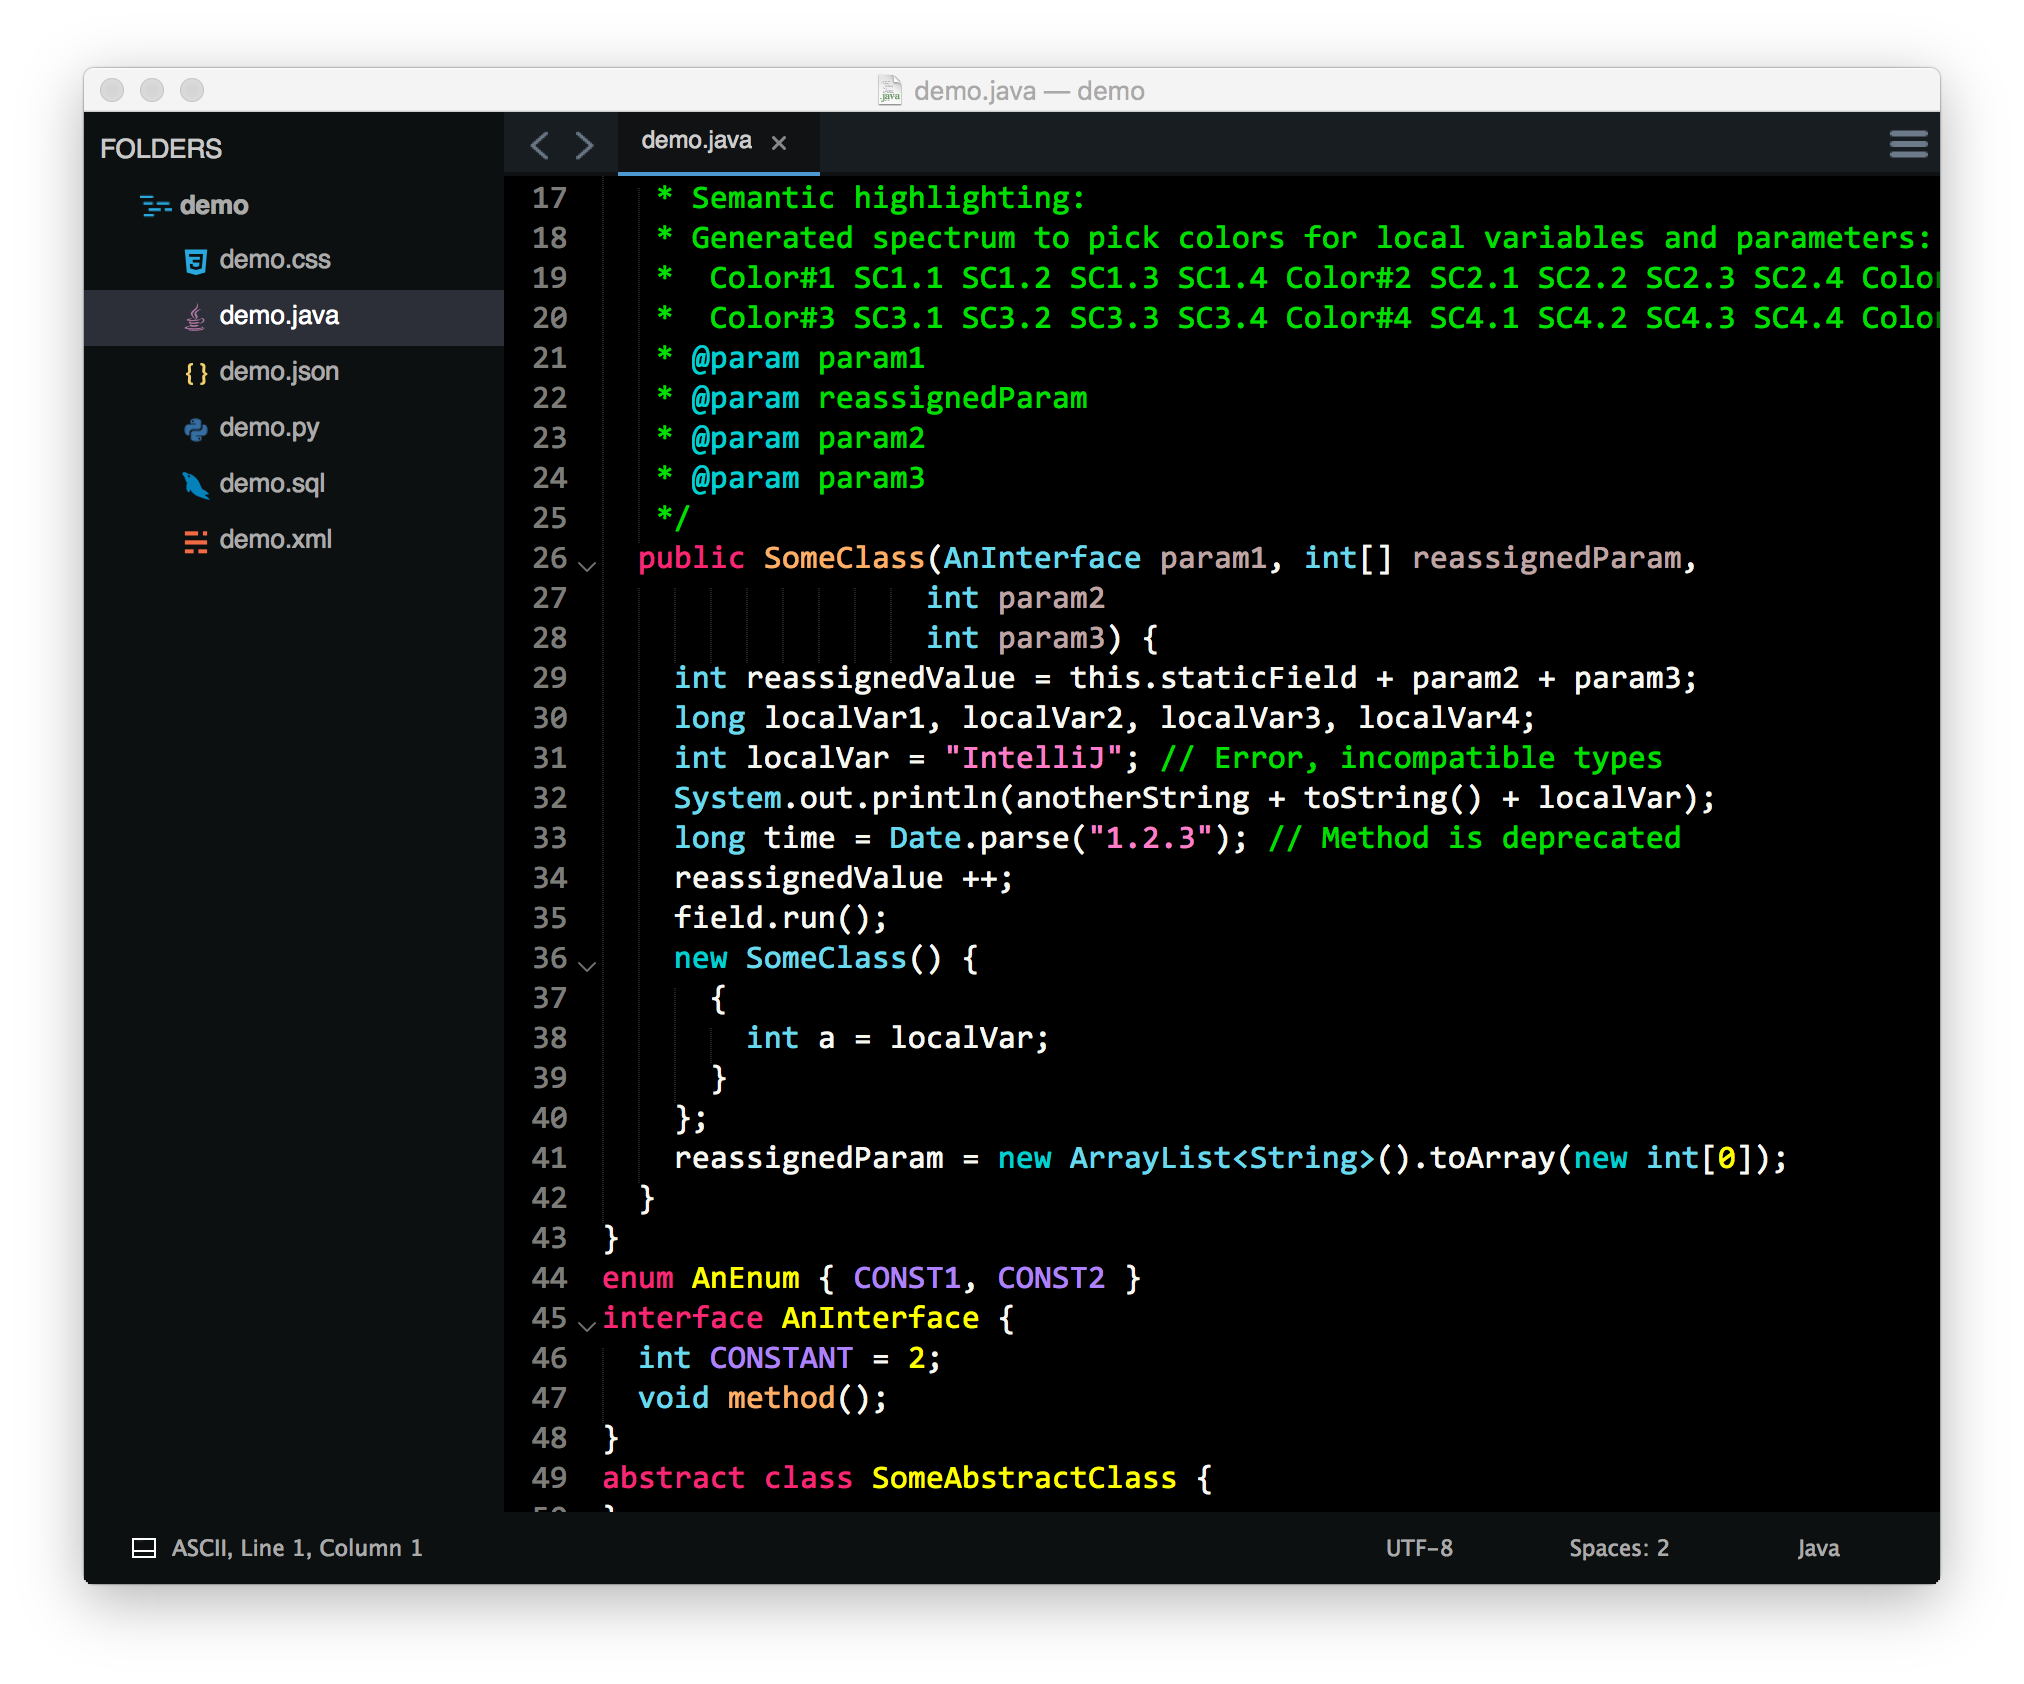 demo.java — demo
FOLDERS
demo
demo.css
demo.java
demo.json
demo.py
demo.sql
demo.xml
demo.java ×
17 * Semantic highlighting:
18 * Generated spectrum to pick colors for local variables and parameters:
19 *  Color#1 SC1.1 SC1.2 SC1.3 SC1.4 Color#2 SC2.1 SC2.2 SC2.3 SC2.4
20 *  Color#3 SC3.1 SC3.2 SC3.3 SC3.4 Color#4 SC4.1 SC4.2 SC4.3 SC4.4
21 * @param param1
22 * @param reassignedParam
23 * @param param2
24 * @param param3
25 */
26 public SomeClass(AnInterface param1, int[] reassignedParam,
27 int param2
28 int param3) {
29 int reassignedValue = this.staticField + param2 + param3;
30 long localVar1, localVar2, localVar3, localVar4;
31 int localVar = "IntelliJ"; // Error, incompatible types
32 System.out.println(anotherString + toString() + localVar);
33 long time = Date.parse("1.2.3"); // Method is deprecated
34 reassignedValue ++;
35 field.run();
36 new SomeClass() {
37 {
38 int a = localVar;
39 }
40 };
41 reassignedParam = new ArrayList<String>().toArray(new int[0]);
42 }
43 }
44 enum AnEnum { CONST1, CONST2 }
45 interface AnInterface {
46 int CONSTANT = 2;
47 void method();
48 }
49 abstract class SomeAbstractClass {
ASCII, Line 1, Column 1
UTF-8
Spaces: 2
Java